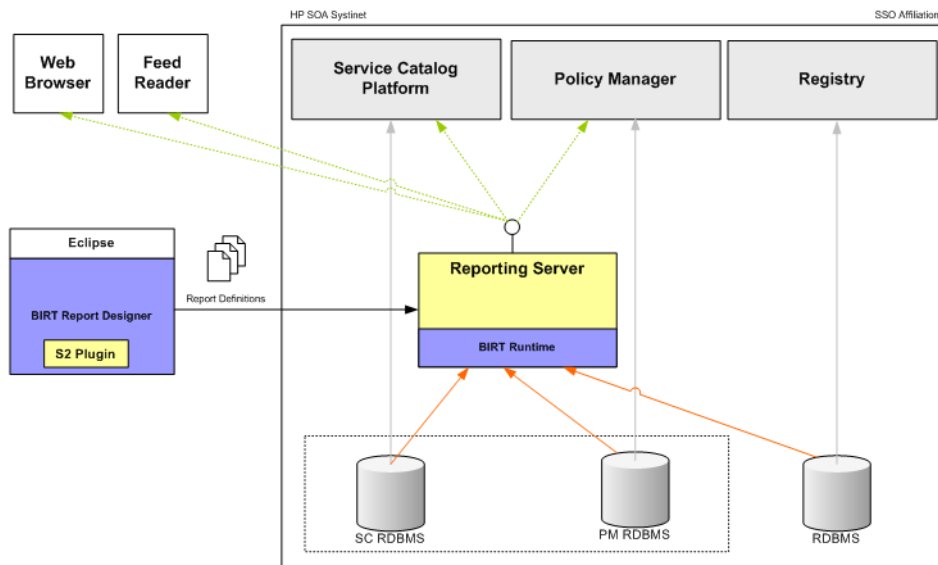 HP SOA Systinet
SSO Affiliation
Web
Browser
Feed
Reader
Service Catalog
Platform
Policy Manager
Registry
Eclipse
BIRT Report Designer
S2 Plugin
Report Definitions
Reporting Server
BIRT Runtime
SC RDBMS
PM RDBMS
RDBMS